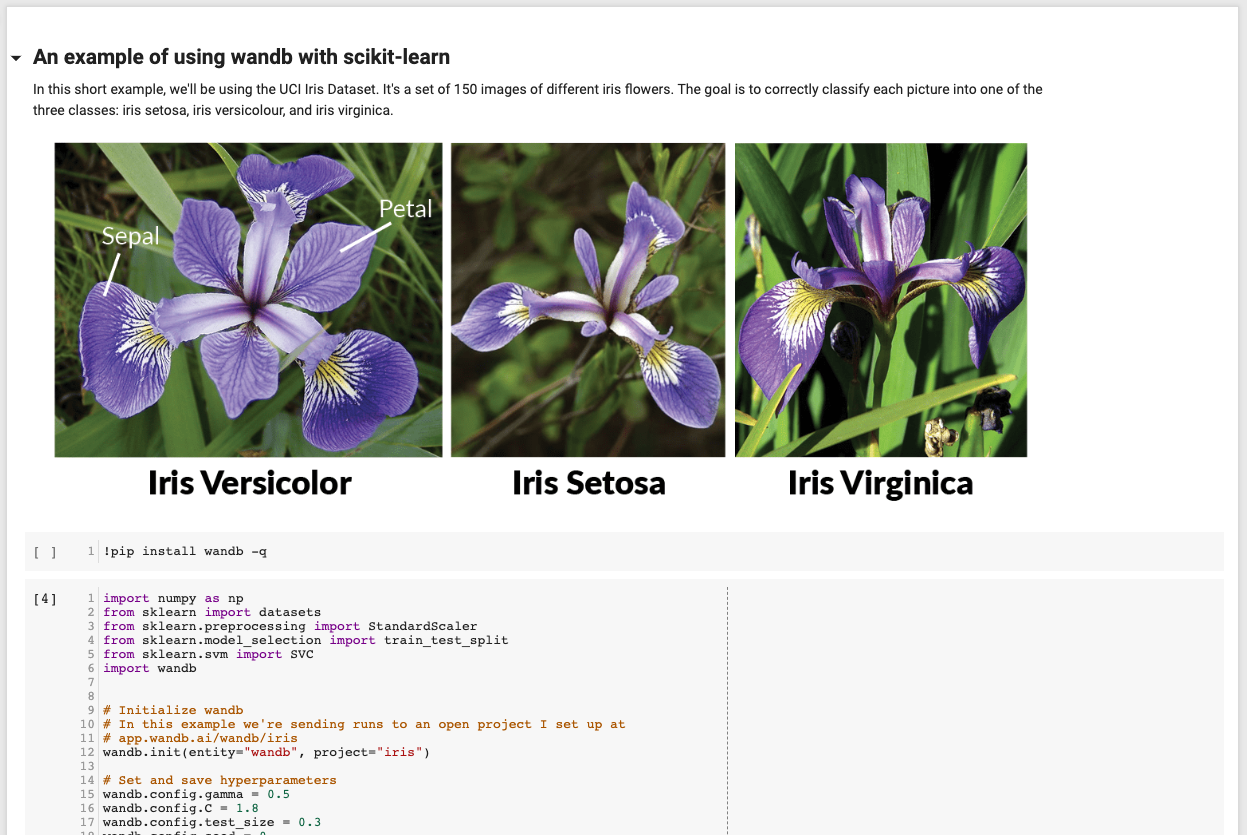 An example of using wandb with scikit-learn
In this short example, we'll be using the UCI Iris Dataset. It's a set of 150 images of different iris flowers. The goal is to correctly classify each picture into one of the
three classes: iris setosa, iris versicolour, and iris virginica.
Petal
Sepal
Iris Versicolor
Iris Setosa
Iris Virginica
[ ] 1 !pip install wandb -q
[4] 1 import numpy as np
2 from sklearn import datasets
3 from sklearn.preprocessing import StandardScaler
4 from sklearn.model_selection import train_test_split
5 from sklearn.svm import SVC
6 import wandb
7
8
9 # Initialize wandb
10 # In this example we're sending runs to an open project I set up at
11 # app.wandb.ai/wandb/iris
12 wandb.init(entity="wandb", project="iris")
13
14 # Set and save hyperparameters
15 wandb.config.gamma = 0.5
16 wandb.config.C = 1.8
17 wandb.config.test_size = 0.3